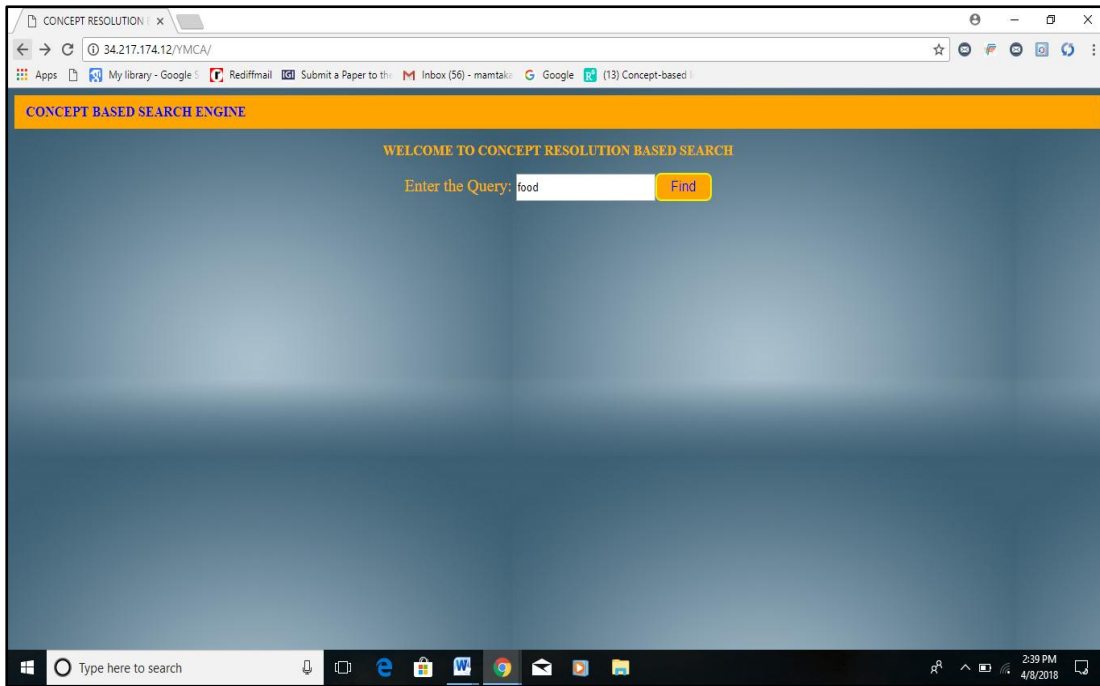 CONCEPT RESOLUTION
34.217.174.12/YMCA/
Apps My library - Google S Rediffmail IGI Submit a Paper to the Inbox (56) - mamtaka G Google R (13) Concept-based I
CONCEPT BASED SEARCH ENGINE
WELCOME TO CONCEPT RESOLUTION BASED SEARCH
Enter the Query: food Find
Type here to search
2:39 PM
4/8/2018